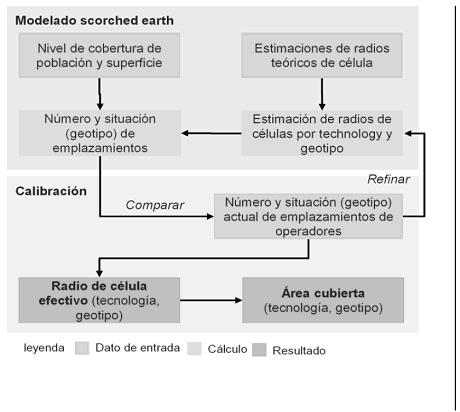 Modelado scorched earth
Nivel de cobertura de
población y superficie
Estimaciones de radios
teóricos de célula
Número y situación
(geotipo) de
emplazamientos
Estimación de radios de
células por technology y
geotipo
Refinar
Calibración
Comparar
Número y situación (geotipo)
actual de emplazamientos de
operadores
Radio de célula
efectivo (tecnología,
geotipo)
Área cubierta
(tecnología, geotipo)
leyenda Dato de entrada Cálculo Resultado